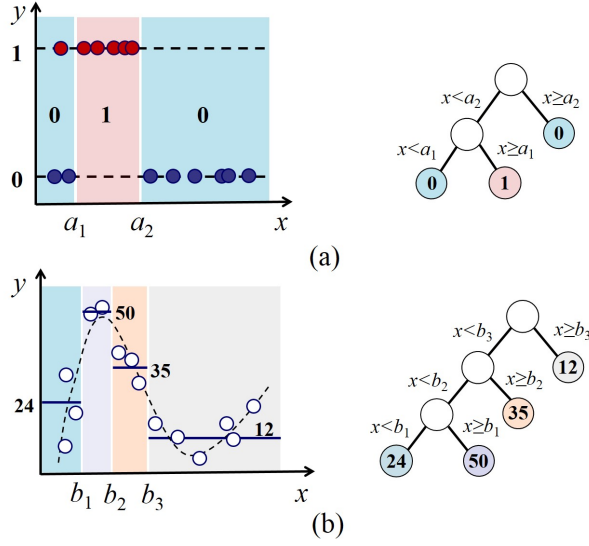 y
1
0 1 0
0
a₁ a₂ x
x<a₂ x≥a₂
0
x<a₁ x≥a₁
0 1
(a)
y
50
35
24
12
b₁ b₂ b₃ x
x<b₃ x≥b₃
12
x<b₂ x≥b₂
35
x<b₁ x≥b₁
24 50
(b)